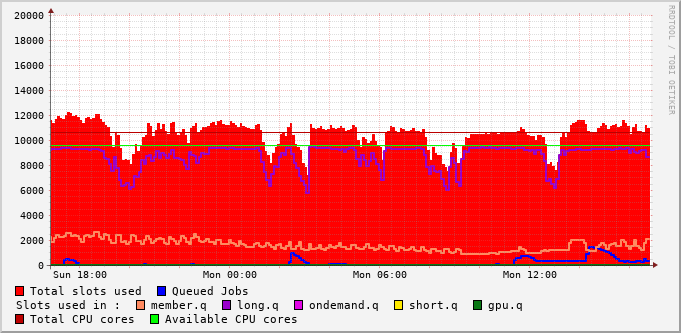 20000
18000
16000
14000
12000
10000
8000
6000
4000
2000
0
Sun 18:00 Mon 00:00 Mon 06:00 Mon 12:00
RRDTOOL / TOBI OETIKER
Total slots used Queued Jobs
Slots used in : member.q long.q ondemand.q short.q gpu.q
Total CPU cores Available CPU cores